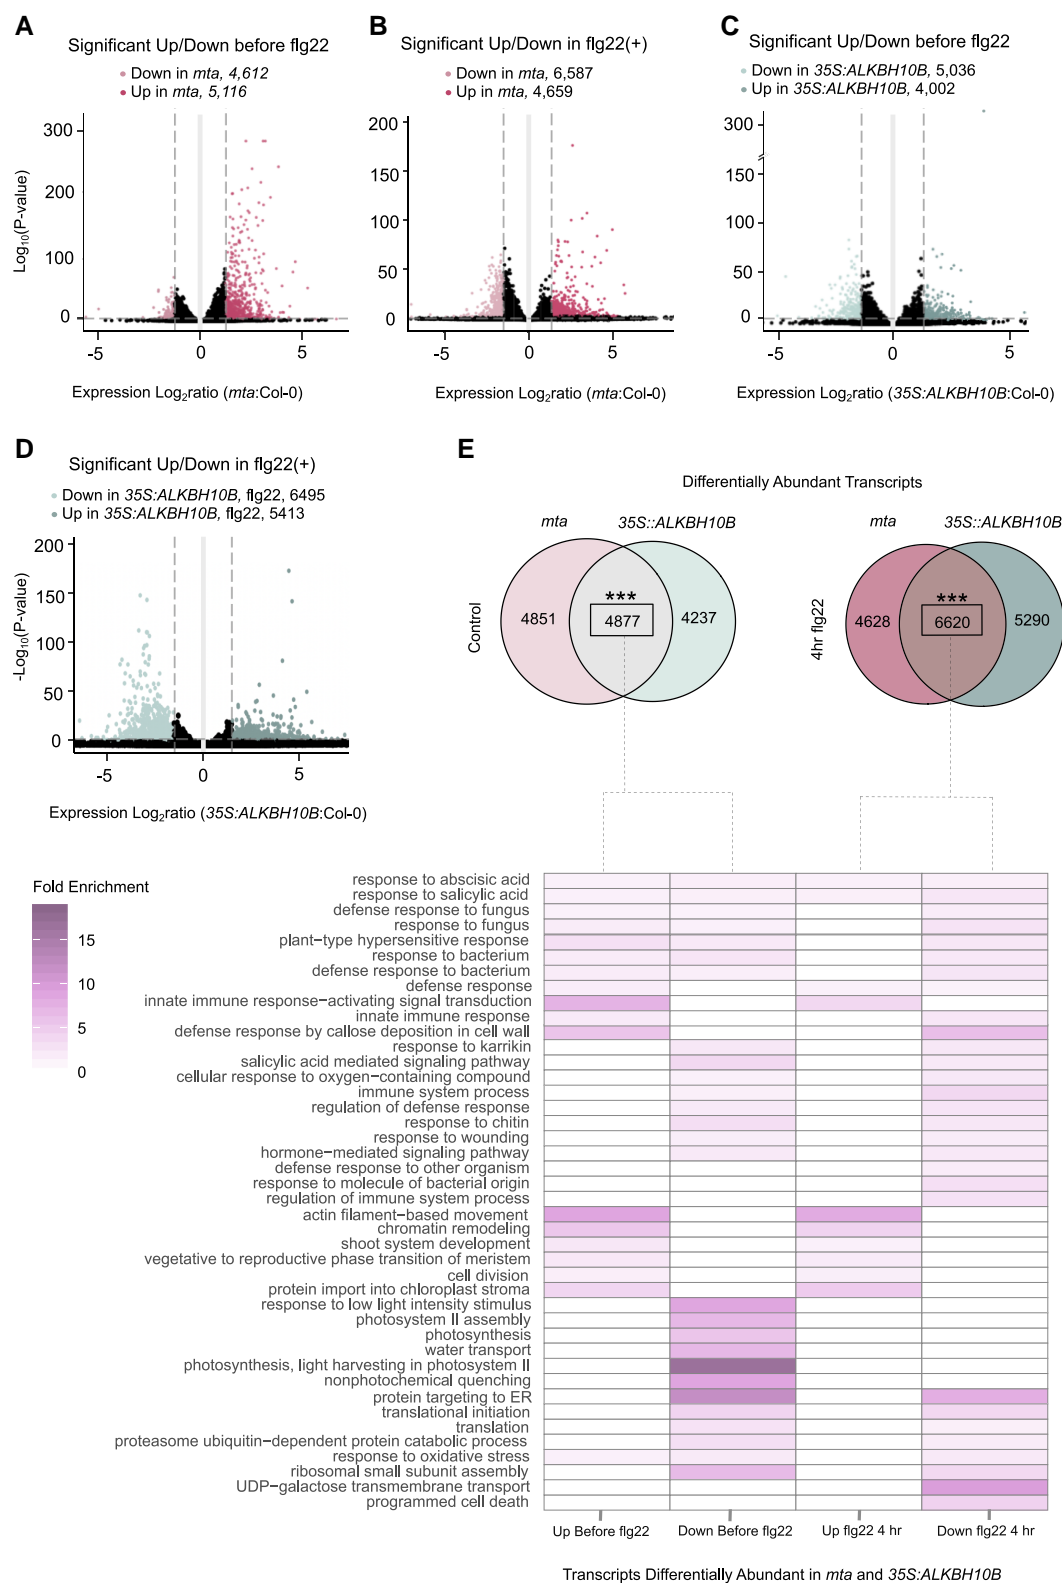 A
Significant Up/Down before flg22
Down in mta, 4,612
Up in mta, 5,116
300
200
100
0
Log10(P-value)
-5
0
5
Expression Log2ratio (mta:Col-0)
B
Significant Up/Down in flg22(+)
Down in mta, 6,587
Up in mta, 4,659
200
150
100
50
0
-5
0
5
Expression Log2ratio (mta:Col-0)
C
Significant Up/Down before flg22
Down in 35S:ALKBH10B, 5,036
Up in 35S:ALKBH10B, 4,002
300
100
50
0
-5
0
5
Expression Log2ratio (35S:ALKBH10B:Col-0)
D
Significant Up/Down in flg22(+)
Down in 35S:ALKBH10B, flg22, 6495
Up in 35S:ALKBH10B, flg22, 5413
200
150
100
50
0
-Log10(P-value)
-5
0
5
Expression Log2ratio (35S:ALKBH10B:Col-0)
E
Differentially Abundant Transcripts
mta
35S::ALKBH10B
Control
4851
***
4877
4237
mta
35S::ALKBH10B
4hr flg22
4628
***
6620
5290
Fold Enrichment
15
10
5
0
response to abscisic acid
response to salicylic acid
defense response to fungus
response to fungus
plant−type hypersensitive response
response to bacterium
defense response to bacterium
defense response
innate immune response−activating signal transduction
innate immune response
defense response by callose deposition in cell wall
response to karrikin
salicylic acid mediated signaling pathway
cellular response to oxygen−containing compound
immune system process
regulation of defense response
response to chitin
response to wounding
hormone−mediated signaling pathway
defense response to other organism
response to molecule of bacterial origin
regulation of immune system process
actin filament−based movement
chromatin remodeling
shoot system development
vegetative to reproductive phase transition of meristem
cell division
protein import into chloroplast stroma
response to low light intensity stimulus
photosystem II assembly
photosynthesis
water transport
photosynthesis, light harvesting in photosystem II
nonphotochemical quenching
protein targeting to ER
translational initiation
translation
proteasome ubiquitin−dependent protein catabolic process
response to oxidative stress
ribosomal small subunit assembly
UDP−galactose transmembrane transport
programmed cell death
Up Before flg22
Down Before flg22
Up flg22 4 hr
Down flg22 4 hr
Transcripts Differentially Abundant in mta and 35S:ALKBH10B